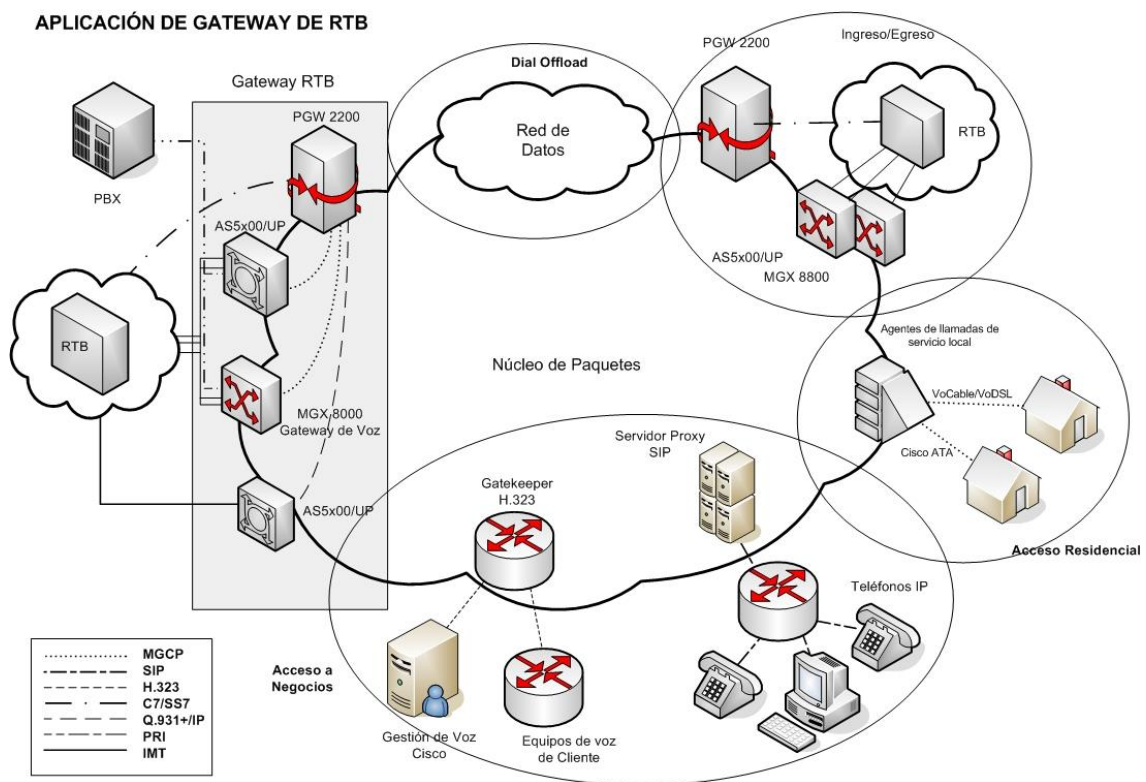 APLICACIÓN DE GATEWAY DE RTB
PBX
Gateway RTB
PGW 2200
AS5x00/UP
RTB
MGX 8000
Gateway de Voz
AS5x00/UP
Dial Offload
Red de
Datos
PGW 2200
Ingreso/Egreso
RTB
AS5x00/UP
MGX 8800
Núcleo de Paquetes
Agentes de llamadas de
servicio local
VoCable/VoDSL
Cisco ATA
Acceso Residencial
Servidor Proxy
SIP
Gatekeeper
H.323
Teléfonos IP
Acceso a
Negocios
Gestión de Voz
Cisco
Equipos de voz
de Cliente
MGCP
SIP
H.323
C7/SS7
Q.931+/IP
PRI
IMT